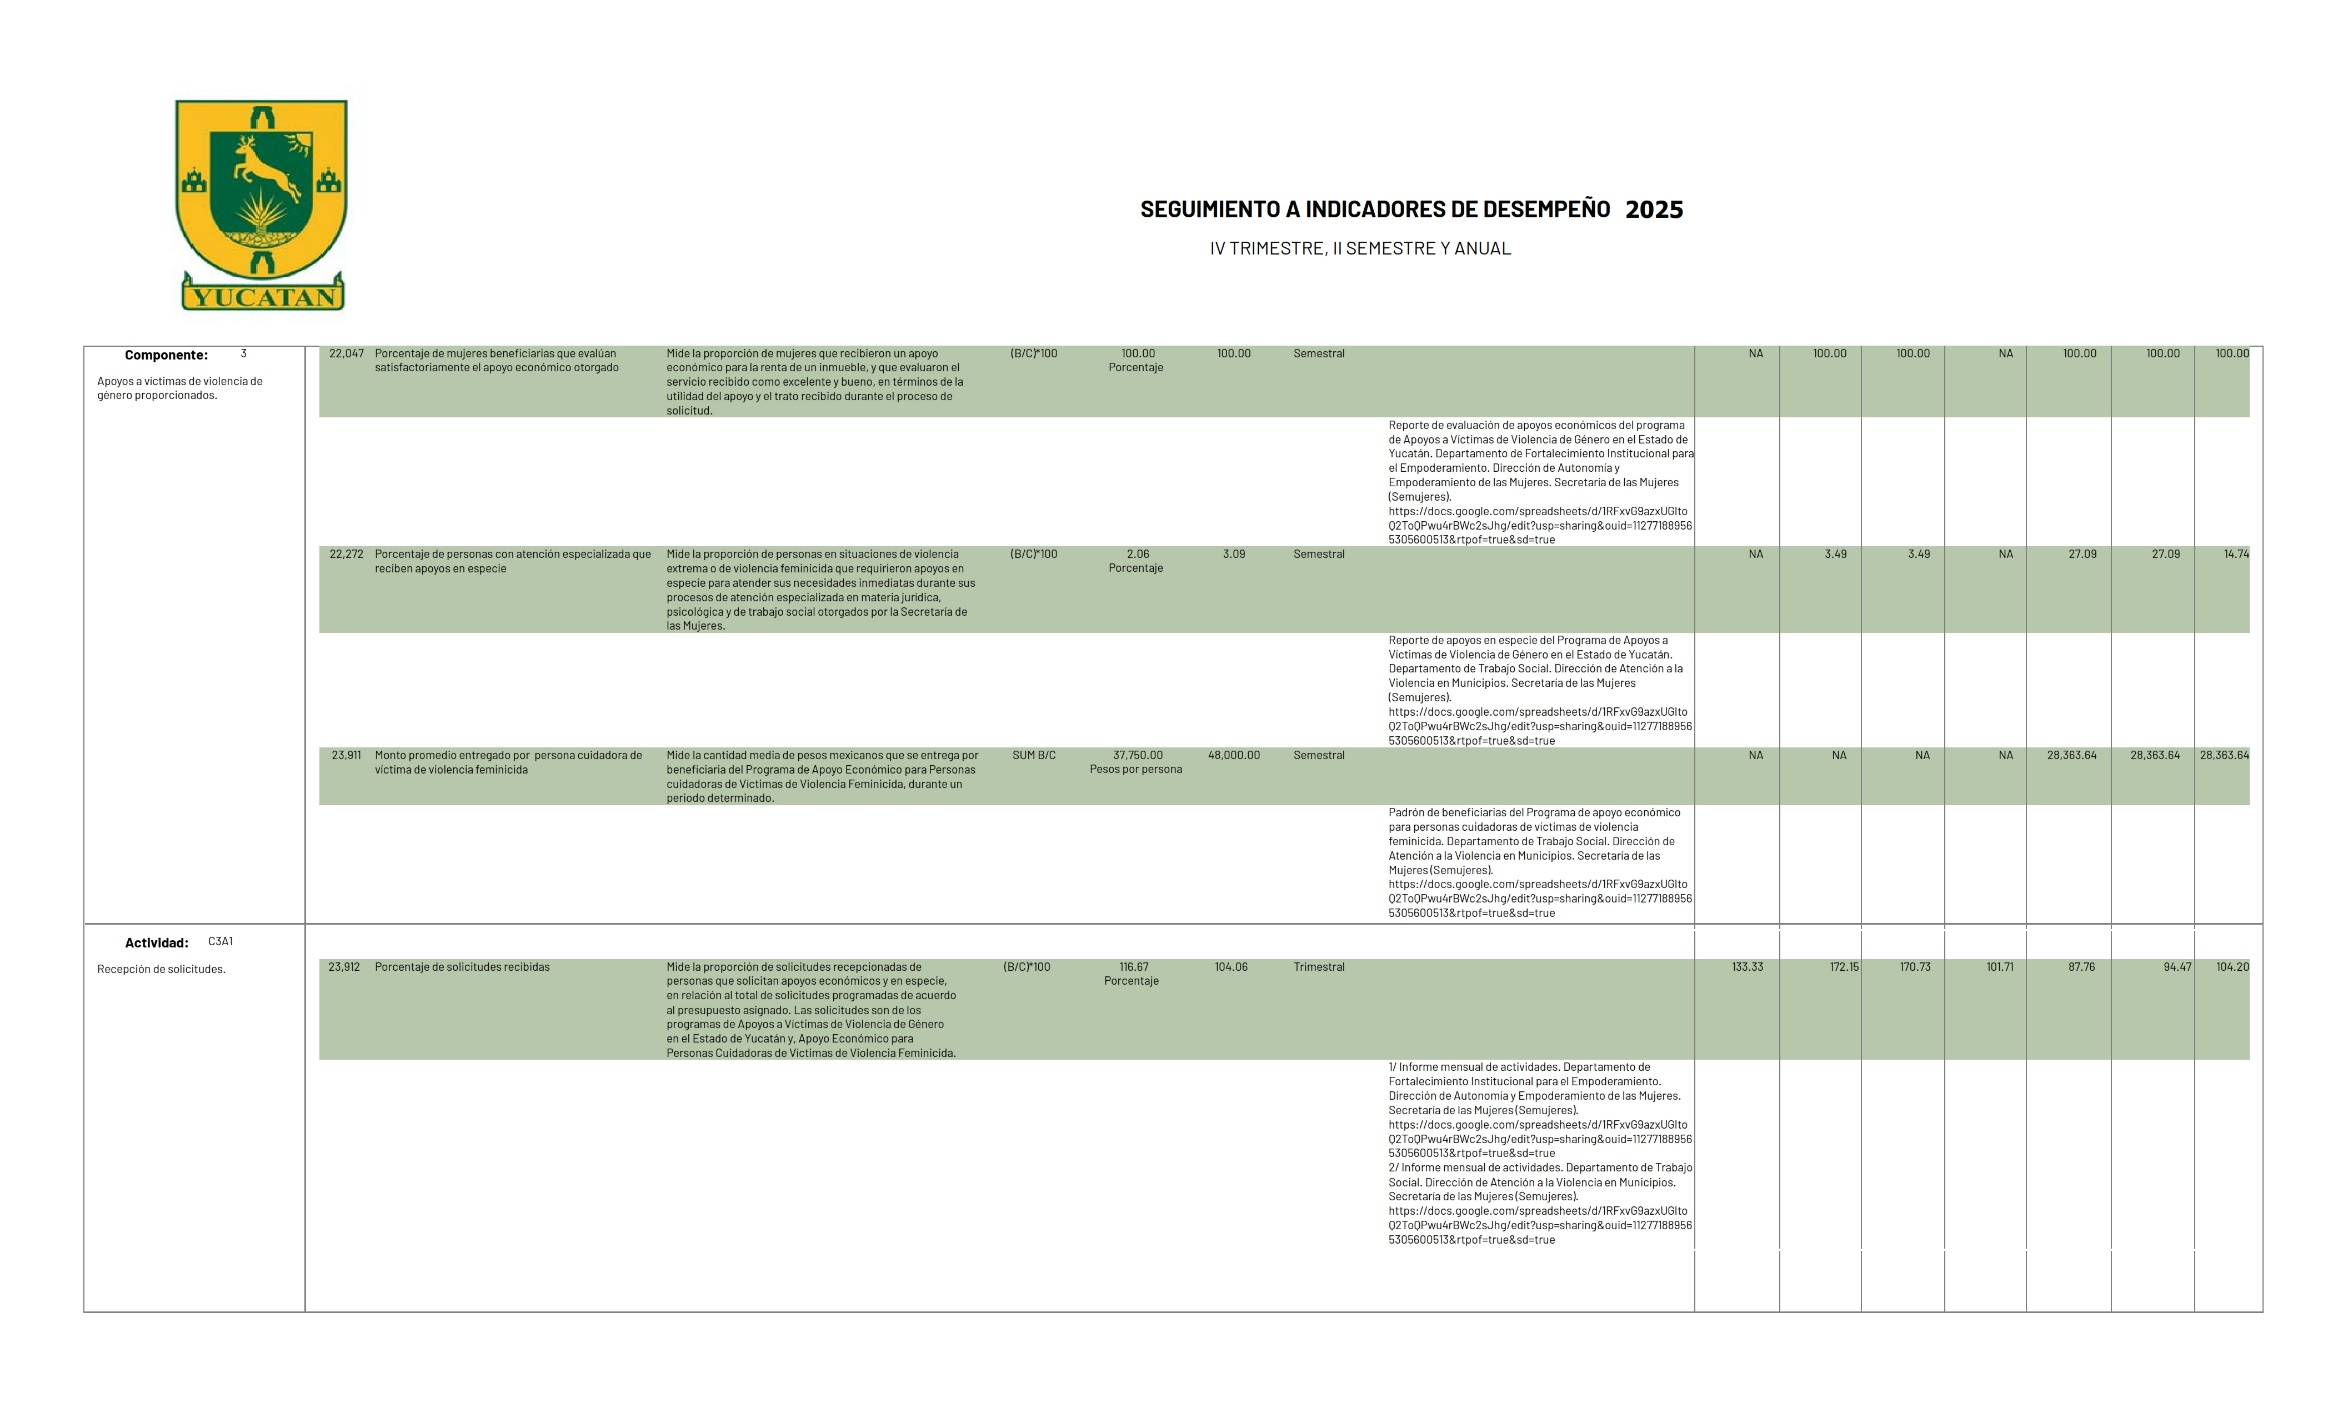 YUCATAN
SEGUIMIENTO A INDICADORES DE DESEMPEÑO 2025
IV TRIMESTRE, II SEMESTRE Y ANUAL
Componente: 3
Apoyos a víctimas de violencia de
género proporcionados.
22,047 Porcentaje de mujeres beneficiarias que evalúan
satisfactoriamente el apoyo económico otorgado
Mide la proporción de mujeres que recibieron un apoyo
económico para la renta de un inmueble, y que evaluaron el
servicio recibido como excelente y bueno, en términos de la
utilidad del apoyo y el trato recibido durante el proceso de
solicitud.
(B/C)*100 100.00 100.00 Semestral NA 100.00 100.00 NA 100.00 100.00 100.00
Porcentaje
Reporte de evaluación de apoyos económicos del programa
de Apoyos a Víctimas de Violencia de Género en el Estado de
Yucatán. Departamento de Fortalecimiento Institucional para
el Empoderamiento. Dirección de Autonomía y
Empoderamiento de las Mujeres. Secretaría de las Mujeres
(Semujeres).
https://docs.google.com/spreadsheets/d/1RFxvG9azxUGlto
Q2ToQPwu4rBWc2sJhg/edit?usp=sharing&ouid=11277188956
5305600513&rtpof=true&sd=true
22,272 Porcentaje de personas con atención especializada que
reciben apoyos en especie
Mide la proporción de personas en situaciones de violencia
extrema o de violencia feminicida que requirieron apoyos en
especie para atender sus necesidades inmediatas durante sus
procesos de atención especializada en materia jurídica,
psicológica y de trabajo social otorgados por la Secretaría de
las Mujeres.
(B/C)*100 2.06 3.09 Semestral NA 3.49 3.49 NA 27.09 27.09 14.74
Porcentaje
Reporte de apoyos en especie del Programa de Apoyos a
Víctimas de Violencia de Género en el Estado de Yucatán.
Departamento de Trabajo Social. Dirección de Atención a la
Violencia en Municipios. Secretaría de las Mujeres
(Semujeres).
https://docs.google.com/spreadsheets/d/1RFxvG9azxUGlto
Q2ToQPwu4rBWc2sJhg/edit?usp=sharing&ouid=11277188956
5305600513&rtpof=true&sd=true
23,911 Monto promedio entregado por persona cuidadora de
víctima de violencia feminicida
Mide la cantidad media de pesos mexicanos que se entrega por
beneficiaria del Programa de Apoyo Económico para Personas
cuidadoras de Víctimas de Violencia Feminicida, durante un
periodo determinado.
SUM B/C 37,750.00 48,000.00 Semestral NA NA NA NA 28,363.64 28,363.64 28,363.64
Pesos por persona
Padrón de beneficiarias del Programa de apoyo económico
para personas cuidadoras de víctimas de violencia
feminicida. Departamento de Trabajo Social. Dirección de
Atención a la Violencia en Municipios. Secretaría de las
Mujeres (Semujeres).
https://docs.google.com/spreadsheets/d/1RFxvG9azxUGlto
Q2ToQPwu4rBWc2sJhg/edit?usp=sharing&ouid=11277188956
5305600513&rtpof=true&sd=true
Actividad: C3A1
Recepción de solicitudes.
23,912 Porcentaje de solicitudes recibidas
Mide la proporción de solicitudes recepcionadas de
personas que solicitan apoyos económicos y en especie,
en relación al total de solicitudes programadas de acuerdo
al presupuesto asignado. Las solicitudes son de los
programas de Apoyos a Víctimas de Violencia de Género
en el Estado de Yucatán y, Apoyo Económico para
Personas Cuidadoras de Víctimas de Violencia Feminicida.
(B/C)*100 116.67 104.06 Trimestral 133.33 172.15 170.73 101.71 87.76 94.47 104.20
Porcentaje
1/ Informe mensual de actividades. Departamento de
Fortalecimiento Institucional para el Empoderamiento.
Dirección de Autonomía y Empoderamiento de las Mujeres.
Secretaría de las Mujeres (Semujeres).
https://docs.google.com/spreadsheets/d/1RFxvG9azxUGlto
Q2ToQPwu4rBWc2sJhg/edit?usp=sharing&ouid=11277188956
5305600513&rtpof=true&sd=true
2/ Informe mensual de actividades. Departamento de Trabajo
Social. Dirección de Atención a la Violencia en Municipios.
Secretaría de las Mujeres (Semujeres).
https://docs.google.com/spreadsheets/d/1RFxvG9azxUGlto
Q2ToQPwu4rBWc2sJhg/edit?usp=sharing&ouid=11277188956
5305600513&rtpof=true&sd=true